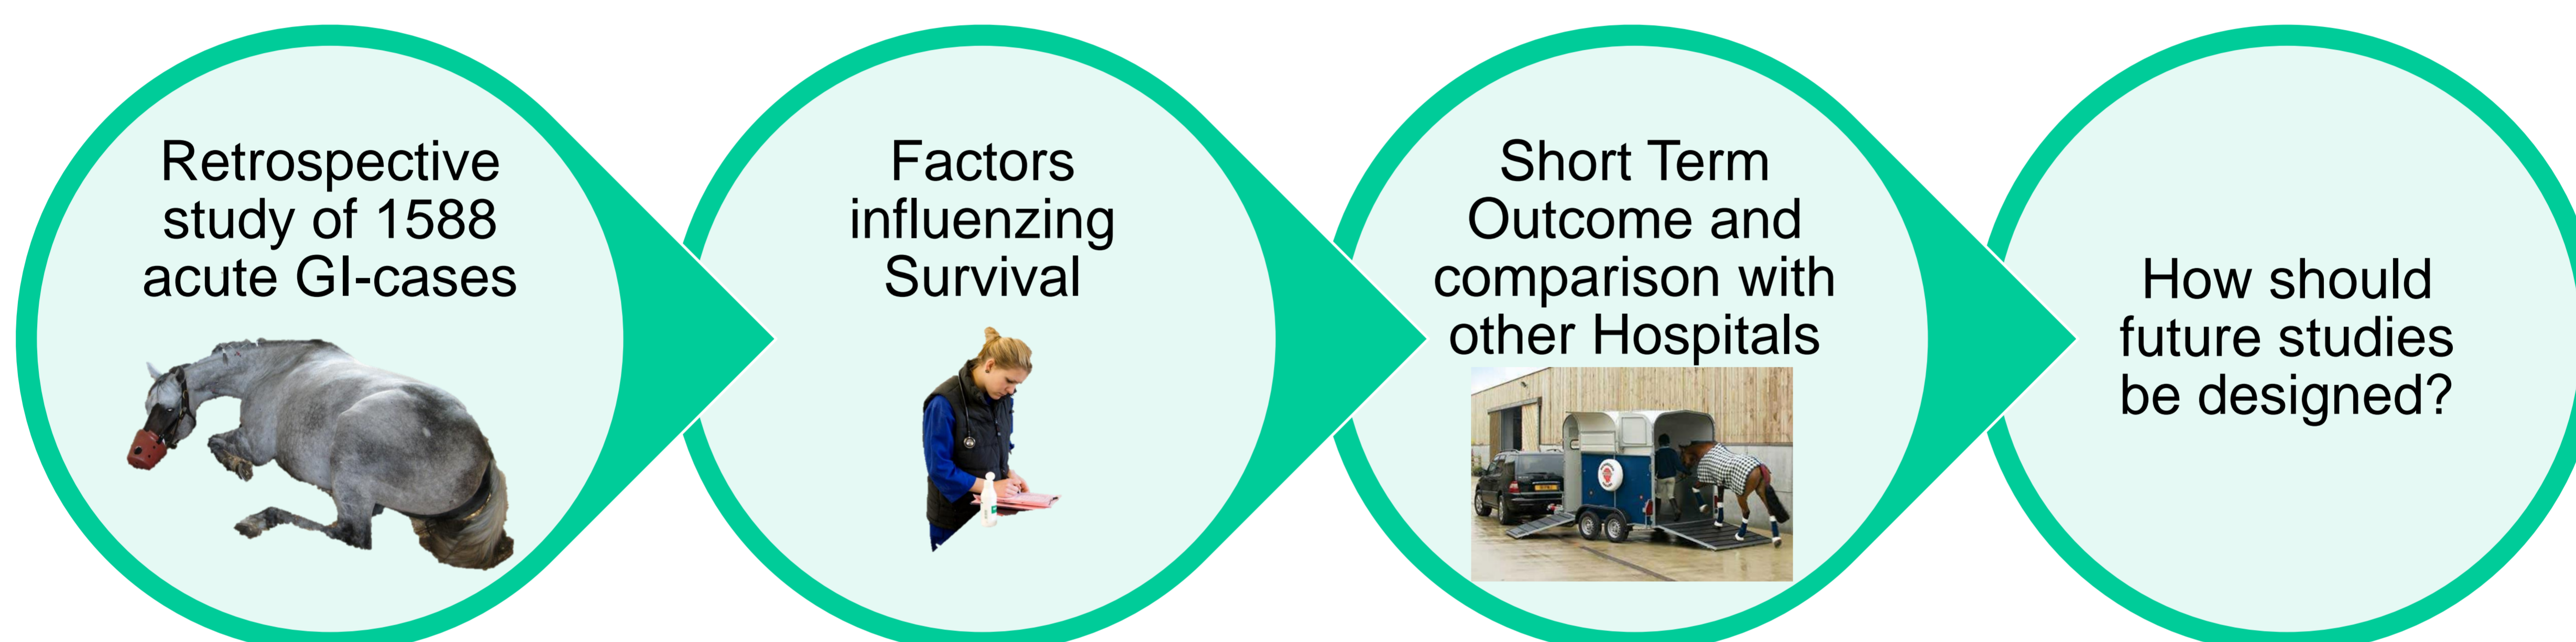 Retrospective
study of 1588
acute GI-cases
Factors
influenzing
Survival
Short Term
Outcome and
comparison with
other Hospitals
How should
future studies
be designed?